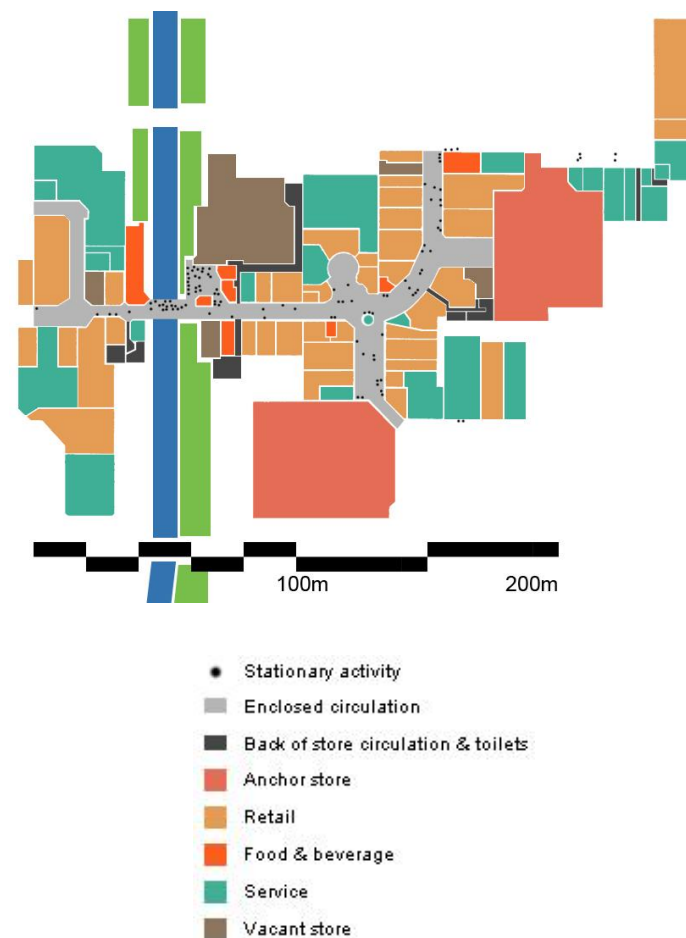 100m
200m
Stationary activity
Enclosed circulation
Back of store circulation & toilets
Anchor store
Retail
Food & beverage
Service
Vacant store